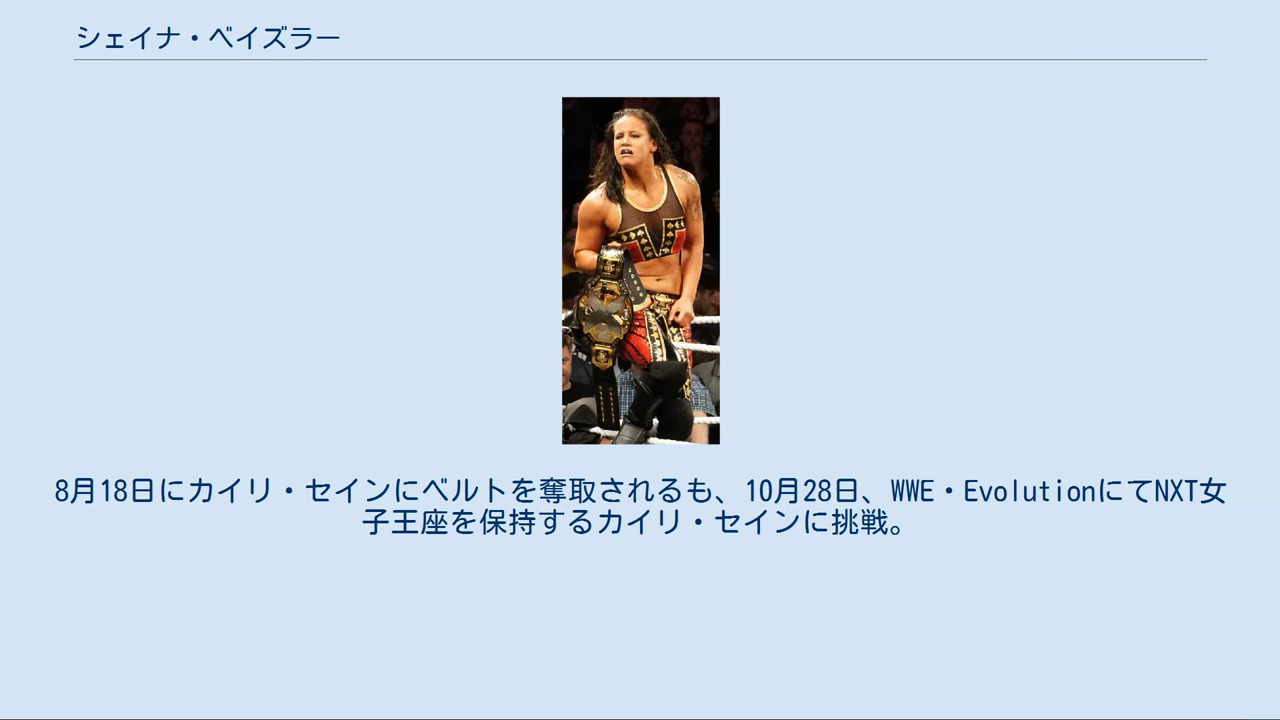 シェイナ・ベイズラー
8月18日にカイリ・セインにベルトを奪取されるも、10月28日、WWE・EvolutionにてNXT女
子王座を保持するカイリ・セインに挑戦。